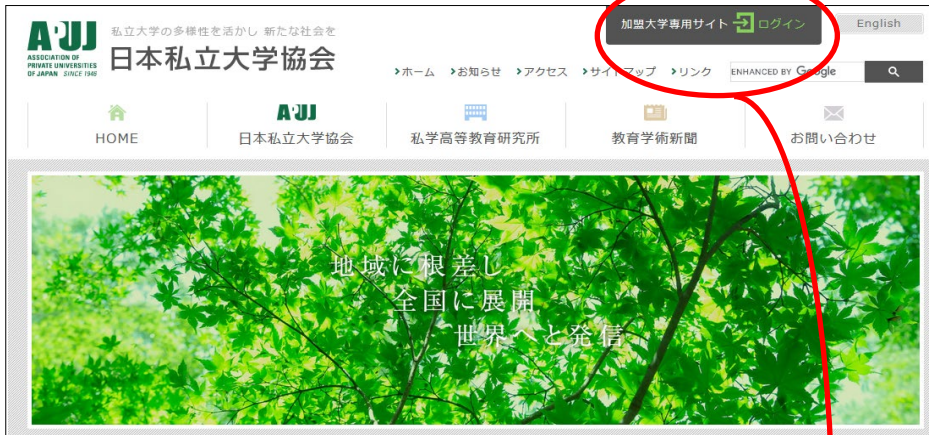 加盟大学専用サイト ログイン
English
APUJ
ASSOCIATION OF
PRIVATE UNIVERSITIES
OF JAPAN SINCE 1946
私立大学の多様性を活かし 新たな社会を
日本私立大学協会
ホーム お知らせ アクセス サイトマップ リンク
ENHANCED BY Google
HOME
APUJ
日本私立大学協会
私学高等教育研究所
教育学術新聞
お問い合わせ
地域に根差し
全国に展開
世界へと発信